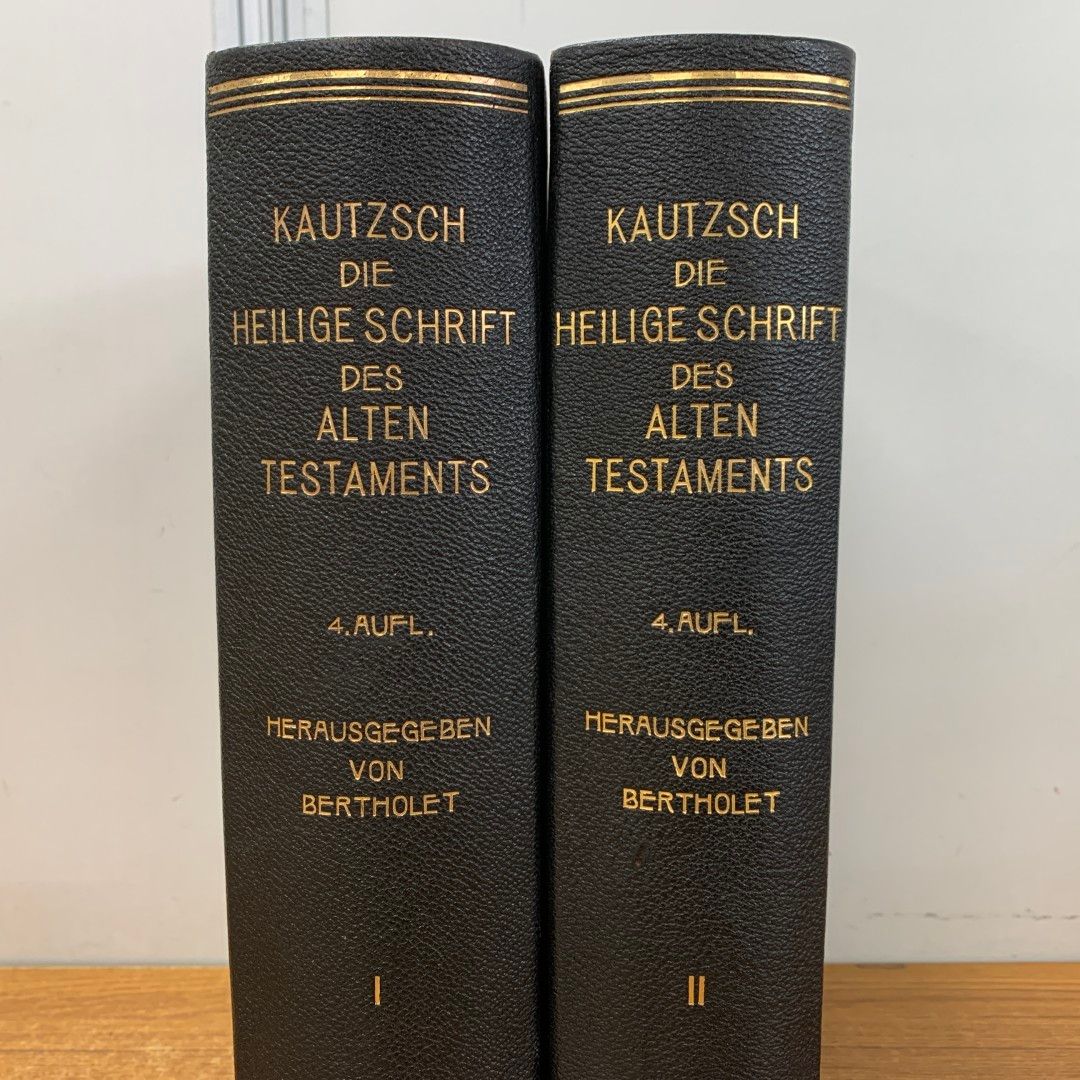 KAUTZSCH
DIE
HEILIGE SCHRIFT
DES
ALTEN
TESTAMENTS
4. AUFL.
HERAUSGEGEBEN
VON
BERTHOLET
I
KAUTZSCH
DIE
HEILIGE SCHRIFT
DES
ALTEN
TESTAMENTS
4. AUFL.
HERAUSGEGEBEN
VON
BERTHOLET
II